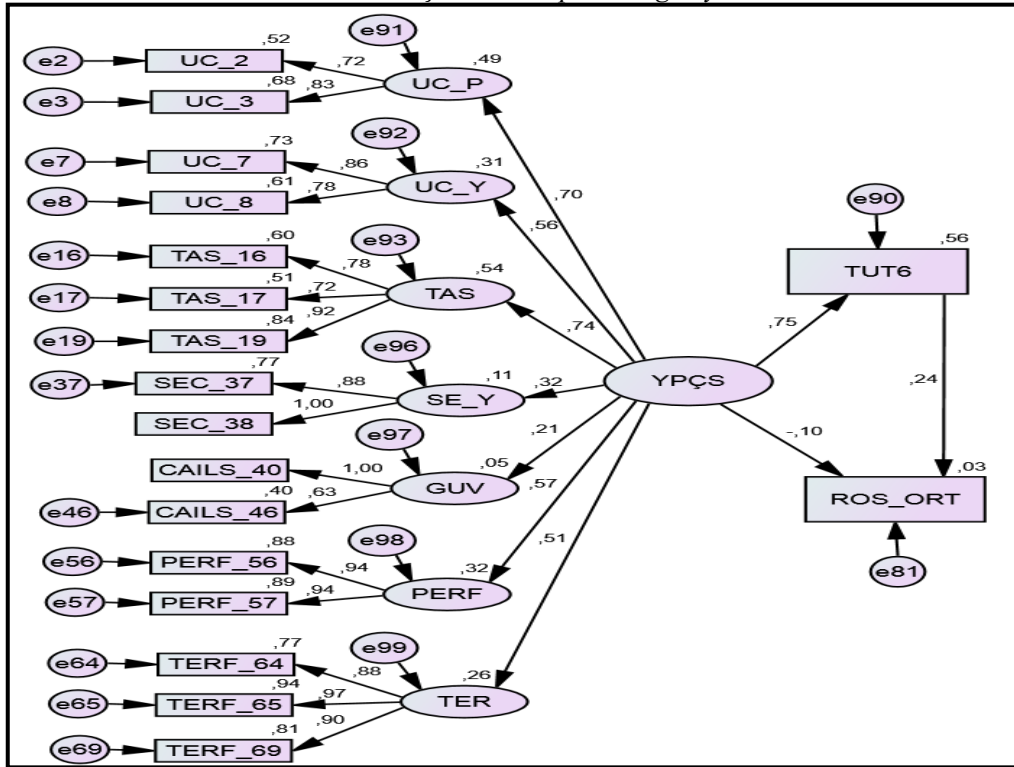 e91
,52
,49
e2
UC_2
,72
UC_P
,68
,83
e3
UC_3
e92
,73
,31
e7
UC_7
,86
UC_Y
,61
,78
e8
UC_8
,70
,56
e90
e93
,60
,54
,56
e16
TAS_16
,78
TUT6
,51
,72
e17
TAS_17
TAS
,84
,92
e19
TAS_19
,74
,75
e96
,77
,11
e37
SEC_37
,88
,32
YPÇS
,24
SE_Y
1,00
SEC_38
e97
,21
-,10
CAILS_40
1,00
,05
,03
,40
,63
GUV
,57
ROS_ORT
e46
CAILS_46
,88
e98
,51
e56
PERF_56
,94
,32
e81
,89
,94
PERF
e57
PERF_57
,77
e99
e64
TERF_64
,88
,26
,94
,97
e65
TERF_65
TER
,81
,90
e69
TERF_69